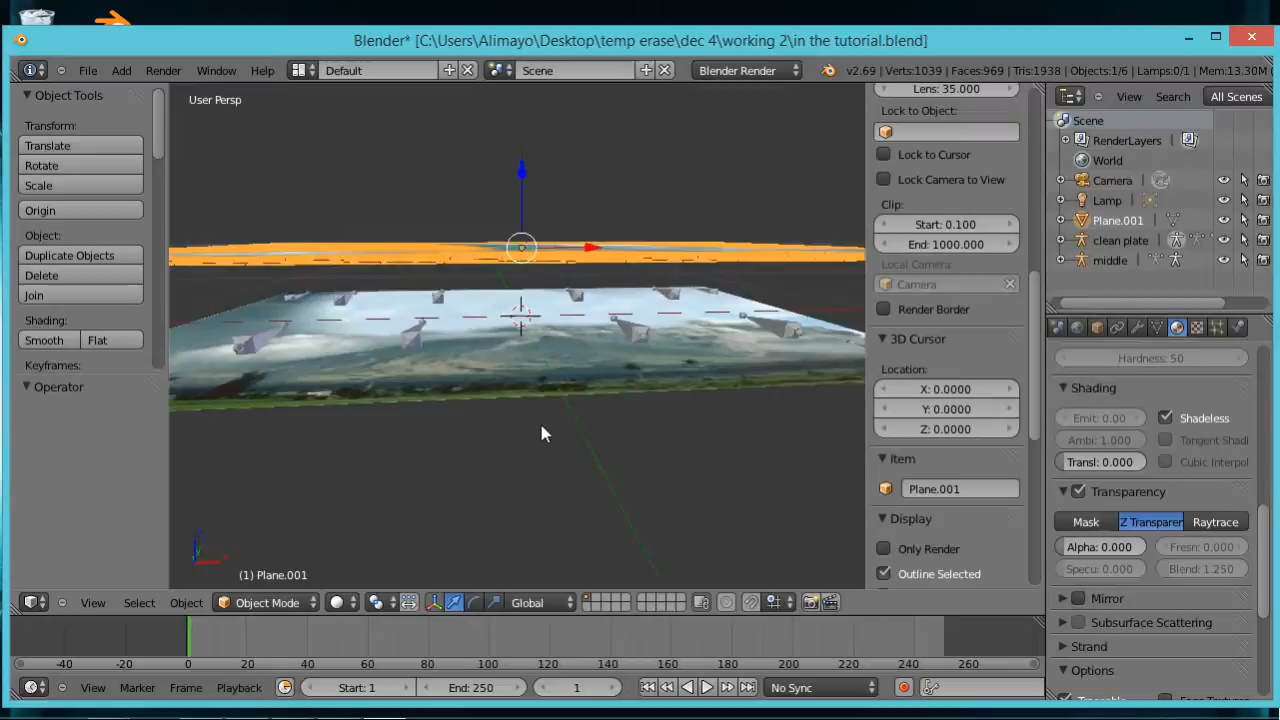 Blender* [C:\Users\Alimayo\Desktop\temp erase\dec 4\working 2\in the tutorial.blend]
File Add Render Window Help Default Scene Blender Render v2.69 | Verts:1039 | Faces:969 | Tris:1938 | Objects:1/6 | Lamps:0/1 | Mem:13.30M
Object Tools
Transform:
Translate
Rotate
Scale
Origin
Object:
Duplicate Objects
Delete
Join
Shading:
Smooth Flat
Keyframes:
Operator
User Persp
(1) Plane.001
Lens: 35.000
Lock to Object:
Lock to Cursor
Lock Camera to View
Clip:
Start: 0.100
End: 1000.000
Local Camera:
Camera
Render Border
3D Cursor
Location:
X: 0.0000
Y: 0.0000
Z: 0.0000
Item
Plane.001
Display
Only Render
Outline Selected
View Search All Scenes
Scene
RenderLayers
World
Camera
Lamp
Plane.001
clean plate
middle
Hardness: 50
Shading
Emit: 0.00 Shadeless
Ambi: 1.000 Tangent Shadi
Transl: 0.000 Cubic Interpol
Transparency
Mask Z Transparen Raytrace
Alpha: 0.000 Fresn: 0.000
Specu: 0.000 Blend: 1.250
Mirror
Subsurface Scattering
Strand
Options
View Select Object Object Mode Global
-40 -20 0 20 40 60 80 100 120 140 160 180 200 220 240 260
View Marker Frame Playback Start: 1 End: 250 1 No Sync